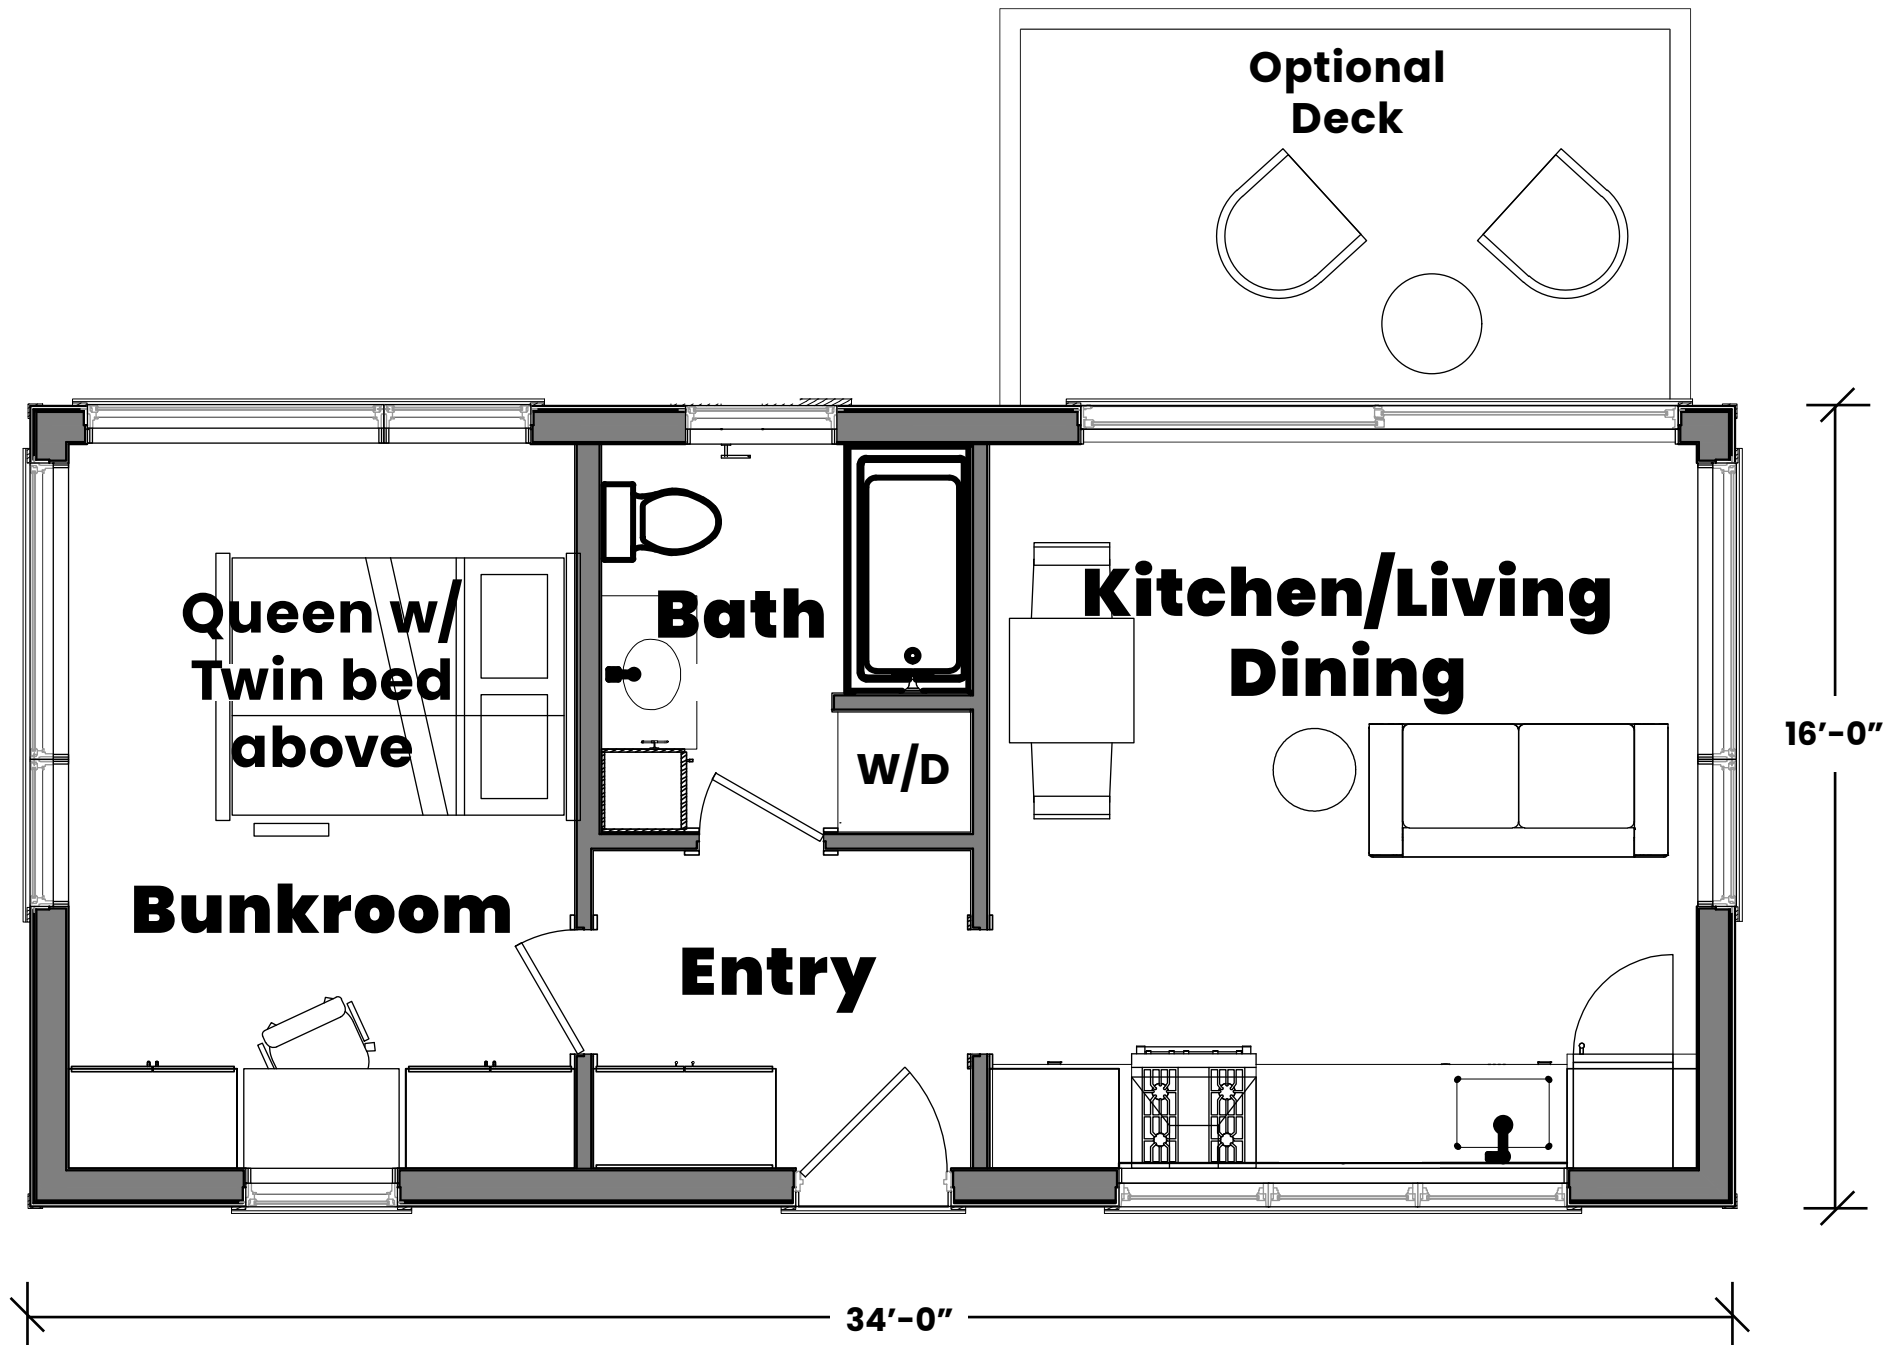 Optional
Deck
Queen w/
Twin bed
above
Bath
Kitchen/Living
Dining
W/D
16’-0”
Bunkroom
Entry
34’-0”